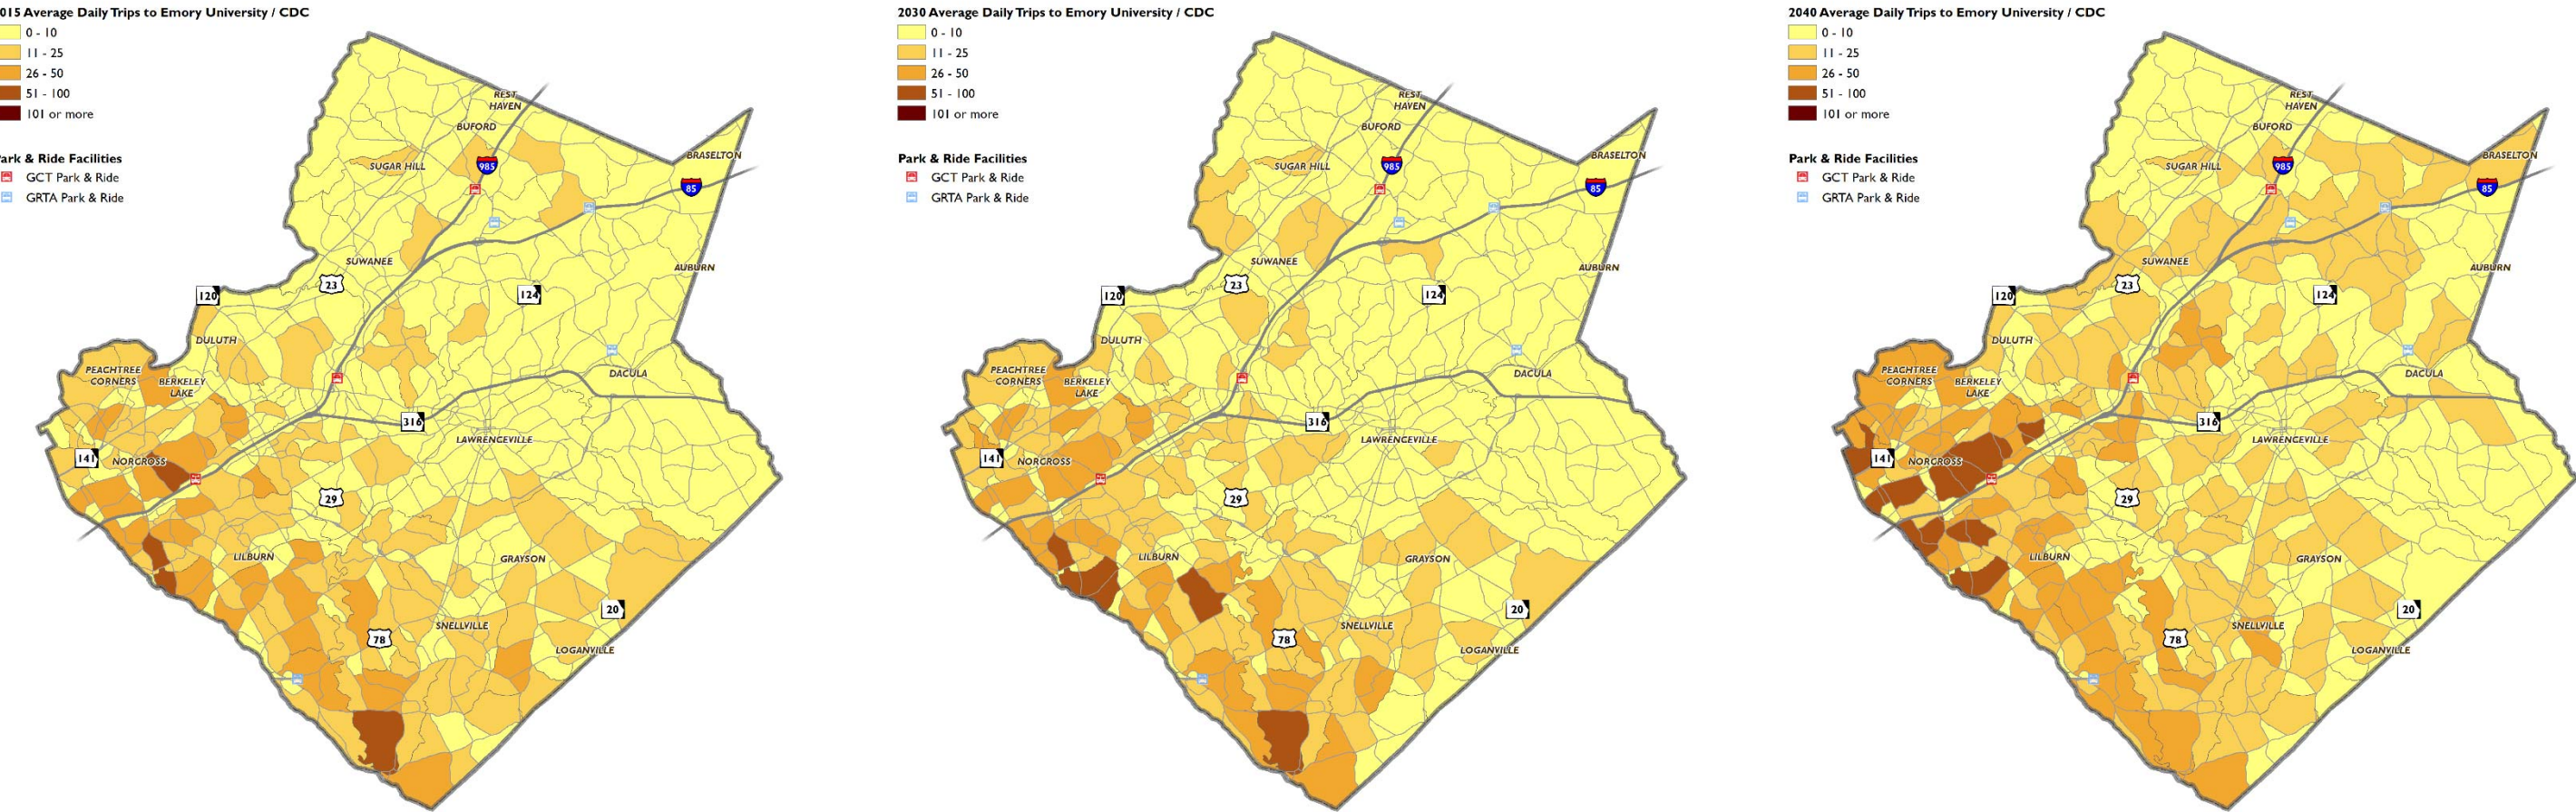 015 Average Daily Trips to Emory University / CDC
0 - 10
11 - 25
26 - 50
51 - 100
101 or more
Park & Ride Facilities
GCT Park & Ride
GRTA Park & Ride
REST
HAVEN
BUFORD
SUGAR HILL
985
BRASELTON
85
SUWANEE
AUBURN
23
120
124
DULUTH
PEACHTREE
CORNERS
BERKELEY
LAKE
DACULA
316
LAWRENCEVILLE
141
NORGROSS
29
LILBURN
GRAYSON
20
SNELLVILLE
78
LOGANVILLE
2030 Average Daily Trips to Emory University / CDC
0 - 10
11 - 25
26 - 50
51 - 100
101 or more
Park & Ride Facilities
GCT Park & Ride
GRTA Park & Ride
REST
HAVEN
BUFORD
SUGAR HILL
985
BRASELTON
85
SUWANEE
AUBURN
23
120
124
DULUTH
PEACHTREE
CORNERS
BERKELEY
LAKE
DACULA
316
LAWRENCEVILLE
141
NORGROSS
29
LILBURN
GRAYSON
20
SNELLVILLE
78
LOGANVILLE
2040 Average Daily Trips to Emory University / CDC
0 - 10
11 - 25
26 - 50
51 - 100
101 or more
Park & Ride Facilities
GCT Park & Ride
GRTA Park & Ride
REST
HAVEN
BUFORD
SUGAR HILL
985
BRASELTON
85
SUWANEE
AUBURN
23
120
124
DULUTH
PEACHTREE
CORNERS
BERKELEY
LAKE
DACULA
316
LAWRENCEVILLE
141
NORGROSS
29
LILBURN
GRAYSON
20
SNELLVILLE
78
LOGANVILLE